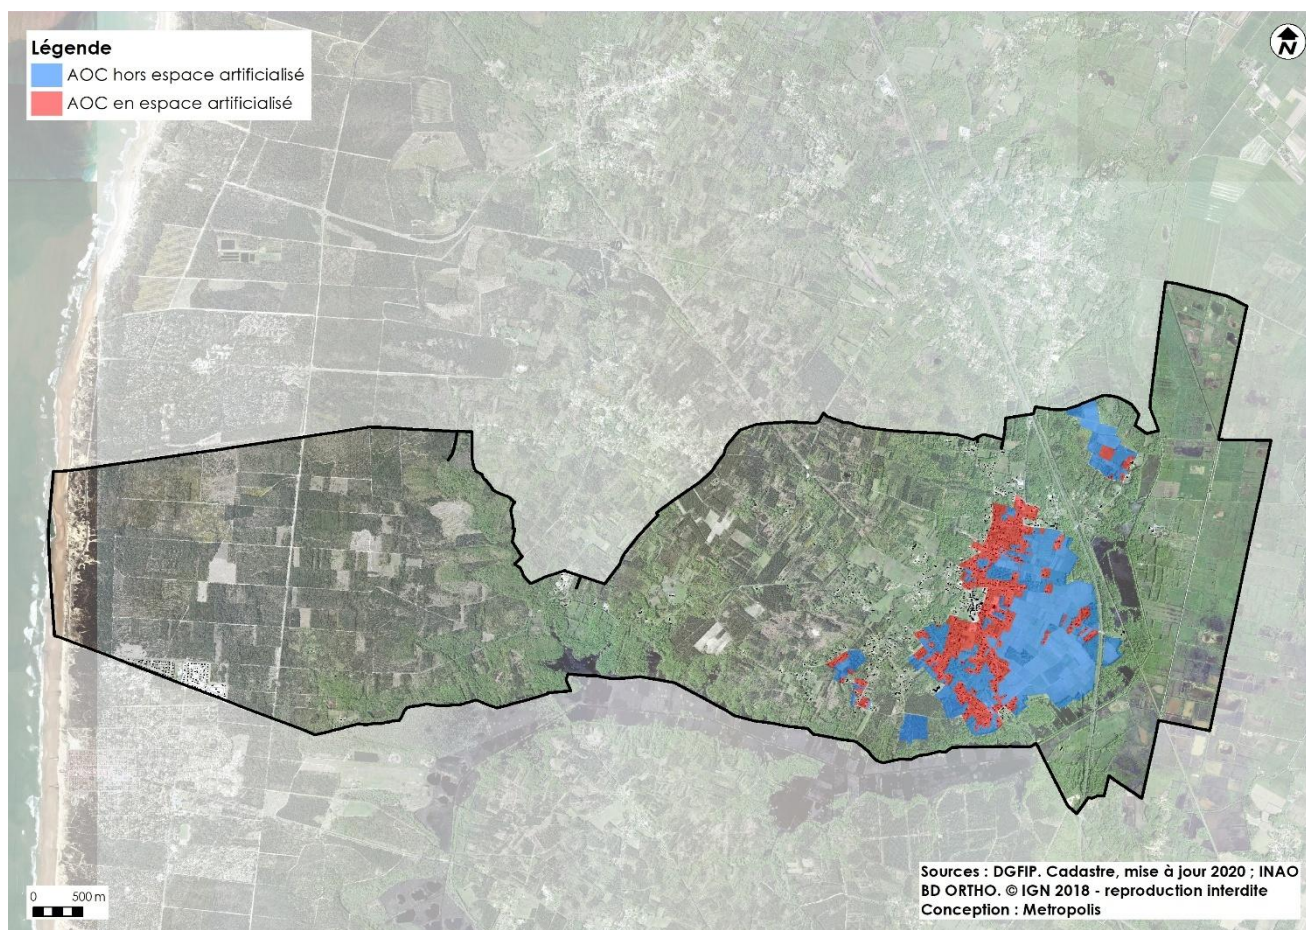 Légende
AOC hors espace artificialisé
AOC en espace artificialisé
N
0 500 m
Sources : DGFIP. Cadastre, mise à jour 2020 ; INAO
BD ORTHO. © IGN 2018 - reproduction interdite
Conception : Metropolis